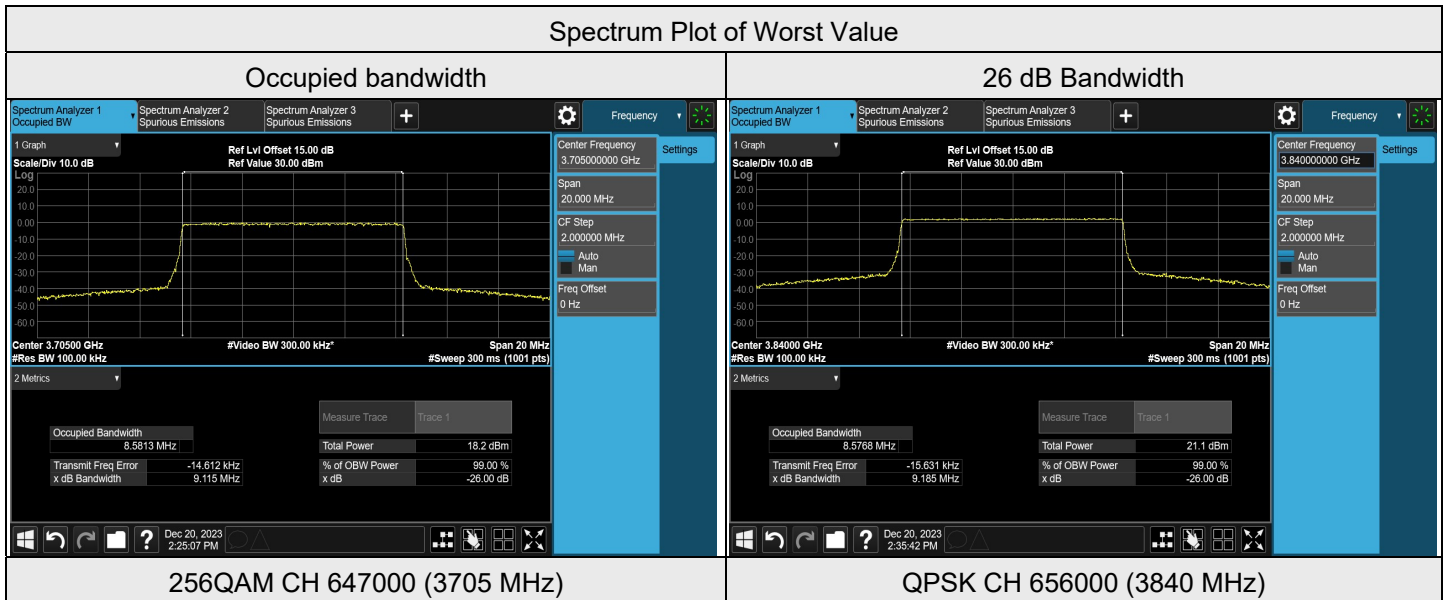 Spectrum Plot of Worst Value
Occupied bandwidth
26 dB Bandwidth
Spectrum Analyzer 1
Occupied BW
Spectrum Analyzer 2
Spurious Emissions
Spectrum Analyzer 3
Spurious Emissions
+
Frequency
1 Graph
Scale/Div 10.0 dB
Ref Lvl Offset 15.00 dB
Ref Value 30.00 dBm
Log
20.0
10.0
0.00
-10.0
-20.0
-30.0
-40.0
-50.0
-60.0
Center 3.70500 GHz
#Res BW 100.00 kHz
#Video BW 300.00 kHz*
Span 20 MHz
#Sweep 300 ms (1001 pts)
Center Frequency
3.705000000 GHz
Settings
Span
20.000 MHz
CF Step
2.000000 MHz
Auto
Man
Freq Offset
0 Hz
2 Metrics
Measure Trace Trace 1
Occupied Bandwidth
8.5813 MHz
Total Power 18.2 dBm
Transmit Freq Error -14.612 kHz
% of OBW Power 99.00 %
x dB Bandwidth 9.115 MHz
x dB -26.00 dB
?
Dec 20, 2023
2:25:07 PM
Spectrum Analyzer 1
Occupied BW
Spectrum Analyzer 2
Spurious Emissions
Spectrum Analyzer 3
Spurious Emissions
+
Frequency
1 Graph
Scale/Div 10.0 dB
Ref Lvl Offset 15.00 dB
Ref Value 30.00 dBm
Log
20.0
10.0
0.00
-10.0
-20.0
-30.0
-40.0
-50.0
-60.0
Center 3.84000 GHz
#Res BW 100.00 kHz
#Video BW 300.00 kHz*
Span 20 MHz
#Sweep 300 ms (1001 pts)
Center Frequency
3.840000000 GHz
Settings
Span
20.000 MHz
CF Step
2.000000 MHz
Auto
Man
Freq Offset
0 Hz
2 Metrics
Measure Trace Trace 1
Occupied Bandwidth
8.5768 MHz
Total Power 21.1 dBm
Transmit Freq Error -15.631 kHz
% of OBW Power 99.00 %
x dB Bandwidth 9.185 MHz
x dB -26.00 dB
?
Dec 20, 2023
2:35:42 PM
256QAM CH 647000 (3705 MHz)
QPSK CH 656000 (3840 MHz)